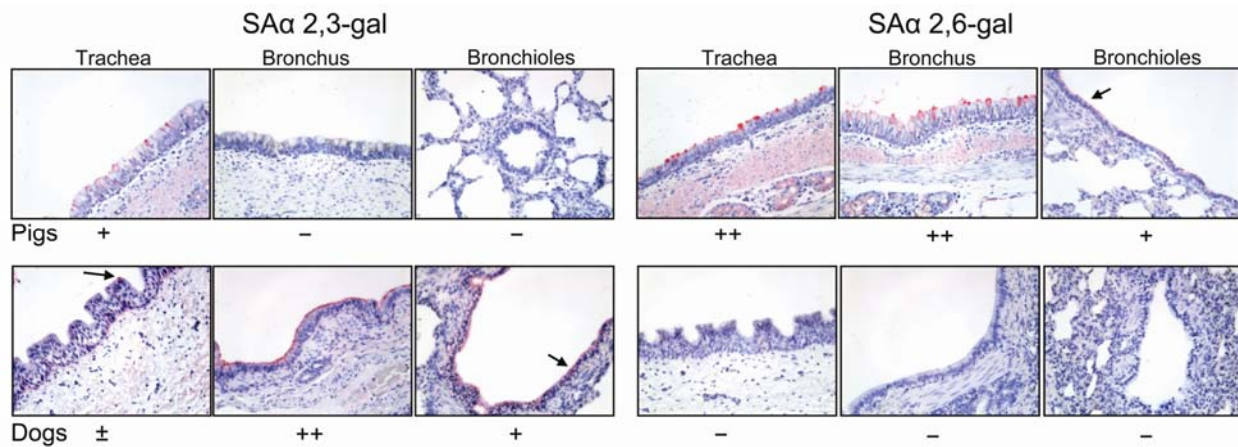 SAα 2,3-gal SAα 2,6-gal
Trachea Bronchus Bronchioles Trachea Bronchus Bronchioles
Pigs + – – ++ ++ +
Dogs ± ++ + – – –